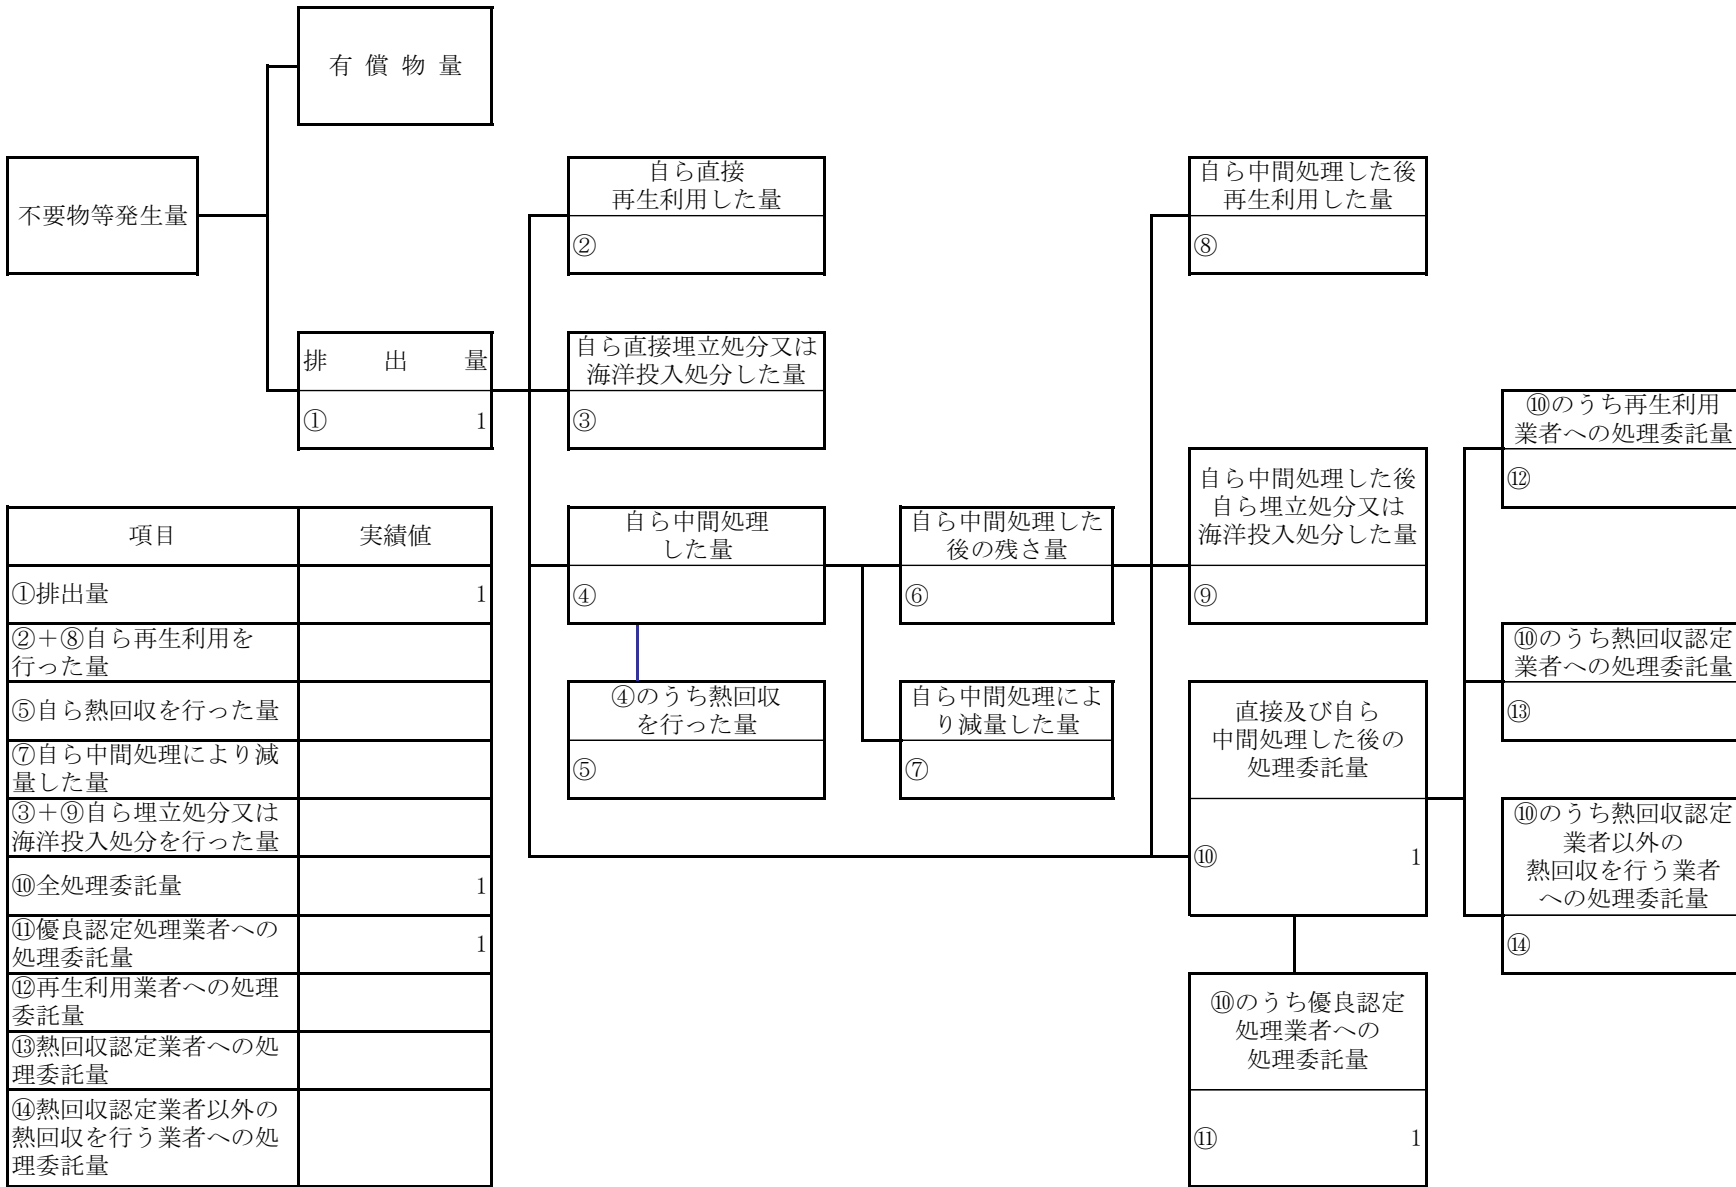 有償物量
不要物等発生量
排出量
① 1
自ら直接
再生利用した量
②
自ら直接埋立処分又は
海洋投入処分した量
③
自ら中間処理
した量
④
④のうち熱回収
を行った量
⑤
自ら中間処理した
後の残さ量
⑥
自ら中間処理によ
り減量した量
⑦
自ら中間処理した後
再生利用した量
⑧
自ら中間処理した後
自ら埋立処分又は
海洋投入処分した量
⑨
直接及び自ら
中間処理した後の
処理委託量
⑩ 1
⑩のうち優良認定
処理業者への
処理委託量
⑪ 1
⑩のうち再生利用
業者への処理委託量
⑫
⑩のうち熱回収認定
業者への処理委託量
⑬
⑩のうち熱回収認定
業者以外の
熱回収を行う業者
への処理委託量
⑭
項目 実績値
①排出量 1
②+⑧自ら再生利用を
行った量
⑤自ら熱回収を行った量
⑦自ら中間処理により減
量した量
③+⑨自ら埋立処分又は
海洋投入処分を行った量
⑩全処理委託量 1
⑪優良認定処理業者への
処理委託量 1
⑫再生利用業者への処理
委託量
⑬熱回収認定業者への処
理委託量
⑭熱回収認定業者以外の
熱回収を行う業者への処
理委託量